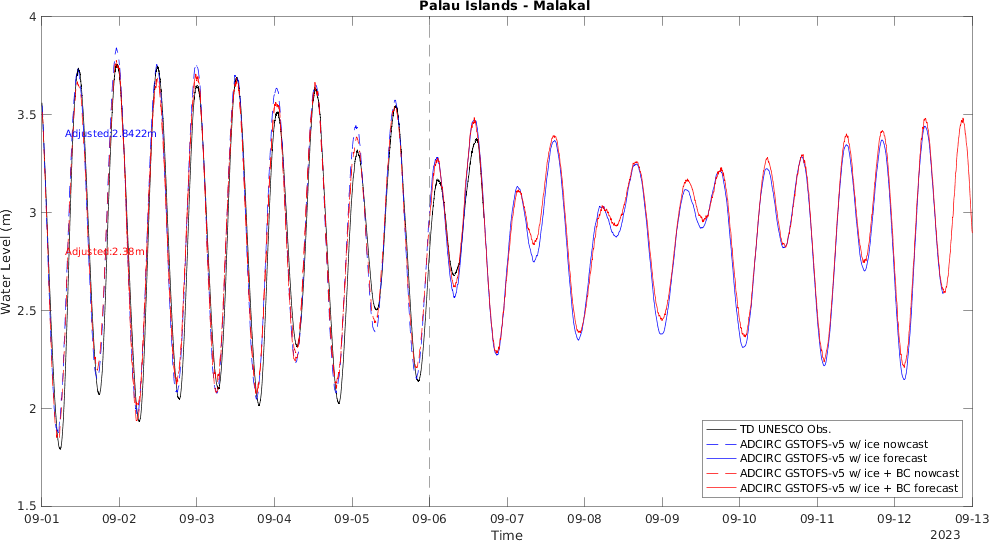 Palau Islands - Malakal
4
3.5
3
2.5
2
1.5
Water Level (m)
Adjusted:2.8422m
Adjusted:2.38m
TD UNESCO Obs.
ADCIRC GSTOFS-v5 w/ ice nowcast
ADCIRC GSTOFS-v5 w/ ice forecast
ADCIRC GSTOFS-v5 w/ ice + BC nowcast
ADCIRC GSTOFS-v5 w/ ice + BC forecast
09-01 09-02 09-03 09-04 09-05 09-06 09-07 09-08 09-09 09-10 09-11 09-12 09-13
Time
2023